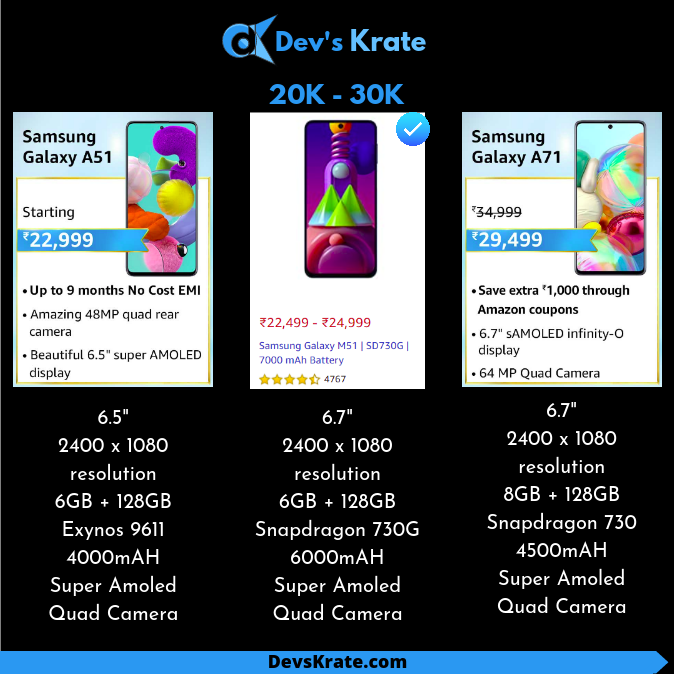 Dev's Krate
20K - 30K
Samsung
Galaxy A51
Starting
₹22,999
• Up to 9 months No Cost EMI
• Amazing 48MP quad rear
camera
• Beautiful 6.5" super AMOLED
display
6.5"
2400 x 1080
resolution
6GB + 128GB
Exynos 9611
4000mAH
Super Amoled
Quad Camera
₹22,499 - ₹24,999
Samsung Galaxy M51 | SD730G |
7000 mAh Battery
4767
6.7"
2400 x 1080
resolution
6GB + 128GB
Snapdragon 730G
6000mAH
Super Amoled
Quad Camera
Samsung
Galaxy A71
₹34,999
₹29,499
• Save extra ₹1,000 through
Amazon coupons
• 6.7" sAMOLED infinity-O
display
• 64 MP Quad Camera
6.7"
2400 x 1080
resolution
8GB + 128GB
Snapdragon 730
4500mAH
Super Amoled
Quad Camera
DevsKrate.com